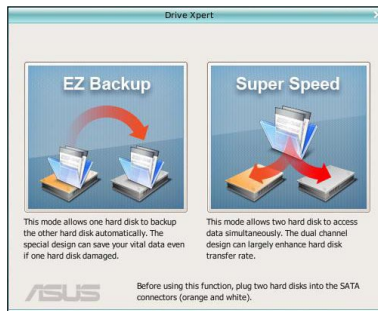 Drive Xpert
EZ Backup
This mode allows one hard disk to backup
the other hard disk automatically. The
special design can save your vital data even
if one hard disk damaged.
Super Speed
This mode allows two hard disk to access
data simultaneously. The dual channel
design can largely enhance hard disk
transfer rate.
ASUS
Before using this function, plug two hard disks into the SATA
connectors (orange and white).